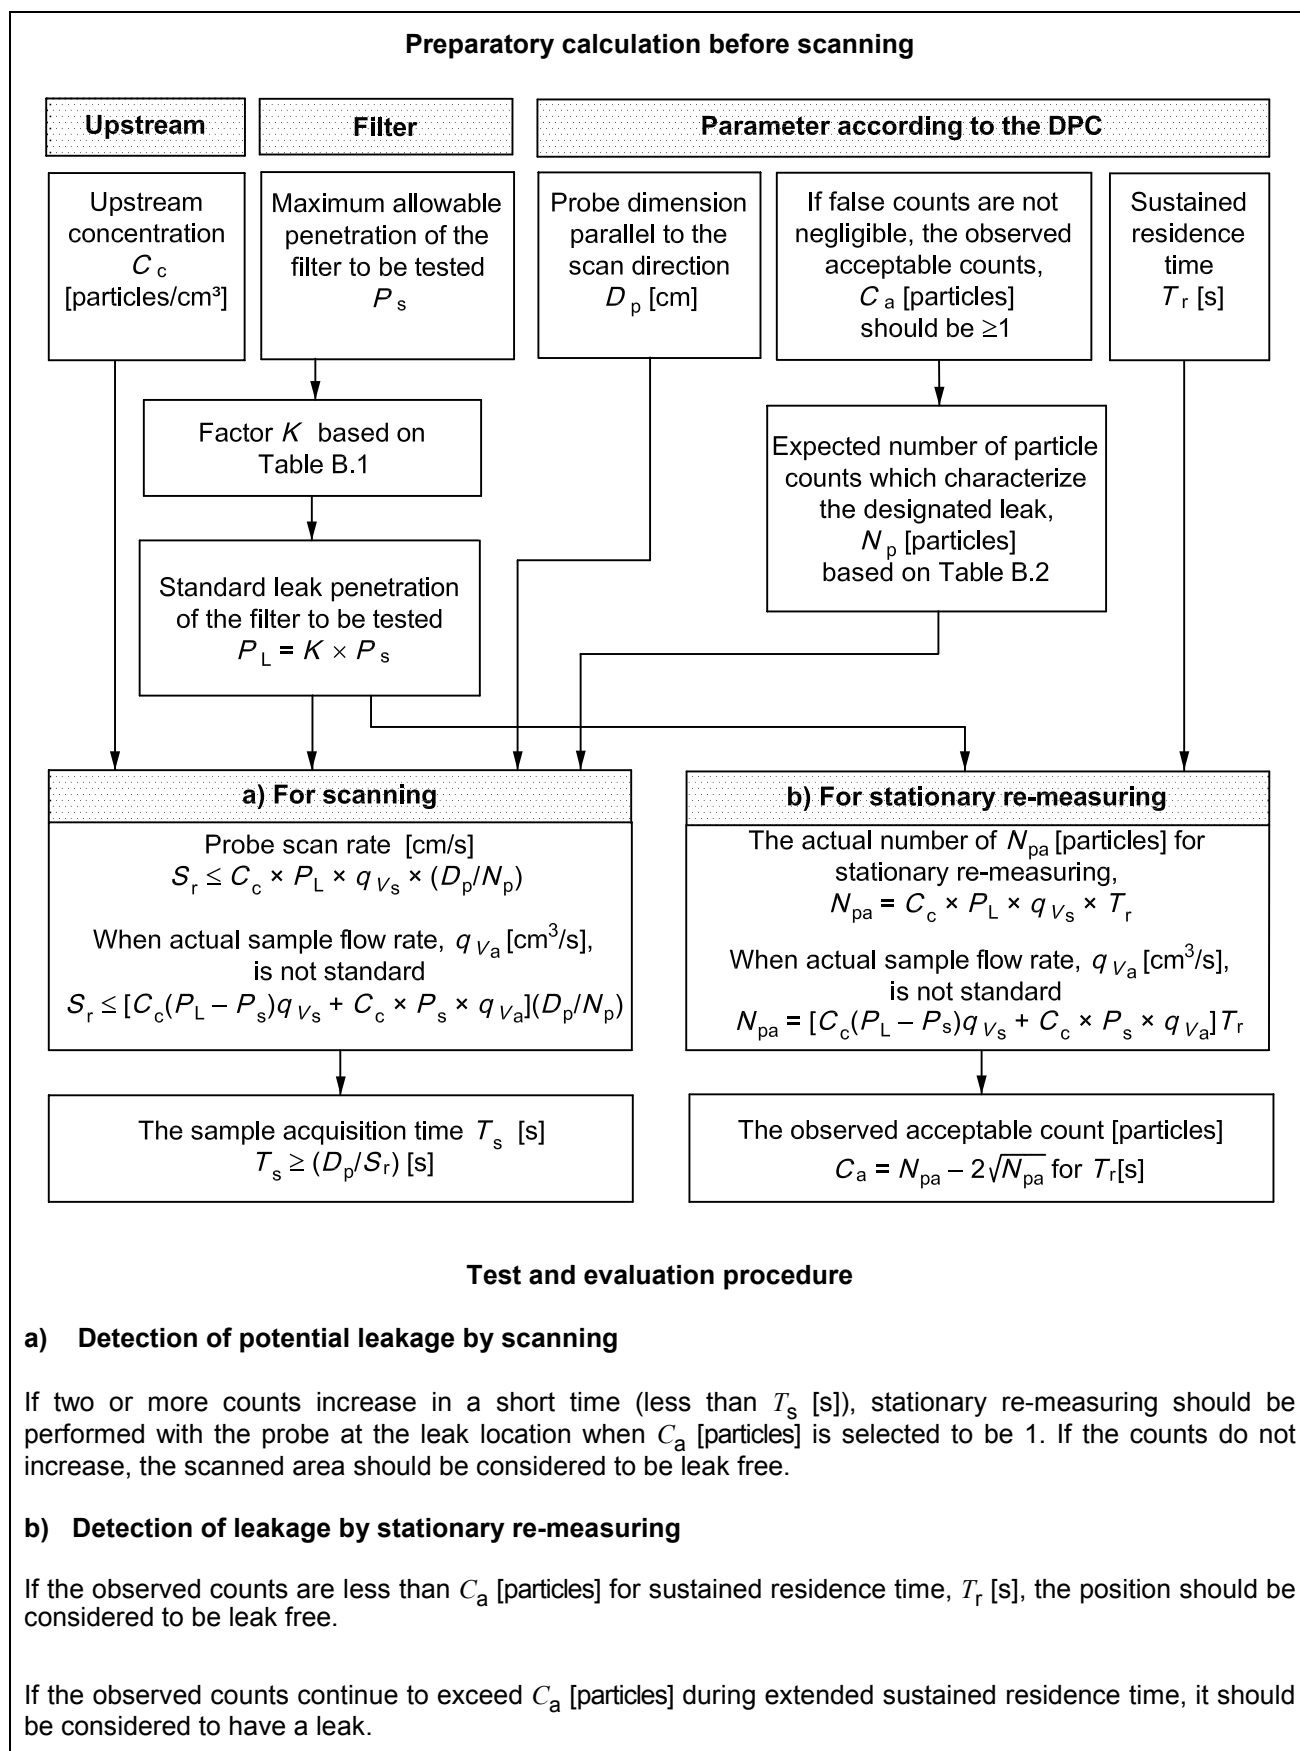 Preparatory calculation before scanning
Upstream
Filter
Parameter according to the DPC
Upstream
concentration
C c
[particles/cm³]
Maximum allowable
penetration of the
filter to be tested
P s
Probe dimension
parallel to the
scan direction
D p [cm]
If false counts are not
negligible, the observed
acceptable counts,
C a [particles]
should be ≥1
Sustained
residence
time
T r [s]
Factor K based on
Table B.1
Expected number of particle
counts which characterize
the designated leak,
N p [particles]
based on Table B.2
Standard leak penetration
of the filter to be tested
P L = K × P s
a) For scanning
Probe scan rate [cm/s]
S r ≤ C c × P L × q Vs × (D p/N p)
When actual sample flow rate, q Va [cm³/s],
is not standard
S r ≤ [C c(P L – P s)q Vs + C c × P s × q Va](D p/N p)
b) For stationary re-measuring
The actual number of N pa [particles] for
stationary re-measuring,
N pa = C c × P L × q Vs × T r
When actual sample flow rate, q Va [cm³/s],
is not standard
N pa = [C c(P L – P s)q Vs + C c × P s × q Va]T r
The sample acquisition time T s [s]
T s ≥ (D p/S r) [s]
The observed acceptable count [particles]
C a = N pa – 2√N pa for T r[s]
Test and evaluation procedure
a) Detection of potential leakage by scanning
If two or more counts increase in a short time (less than T s [s]), stationary re-measuring should be
performed with the probe at the leak location when C a [particles] is selected to be 1. If the counts do not
increase, the scanned area should be considered to be leak free.
b) Detection of leakage by stationary re-measuring
If the observed counts are less than C a [particles] for sustained residence time, T r [s], the position should be
considered to be leak free.
If the observed counts continue to exceed C a [particles] during extended sustained residence time, it should
be considered to have a leak.